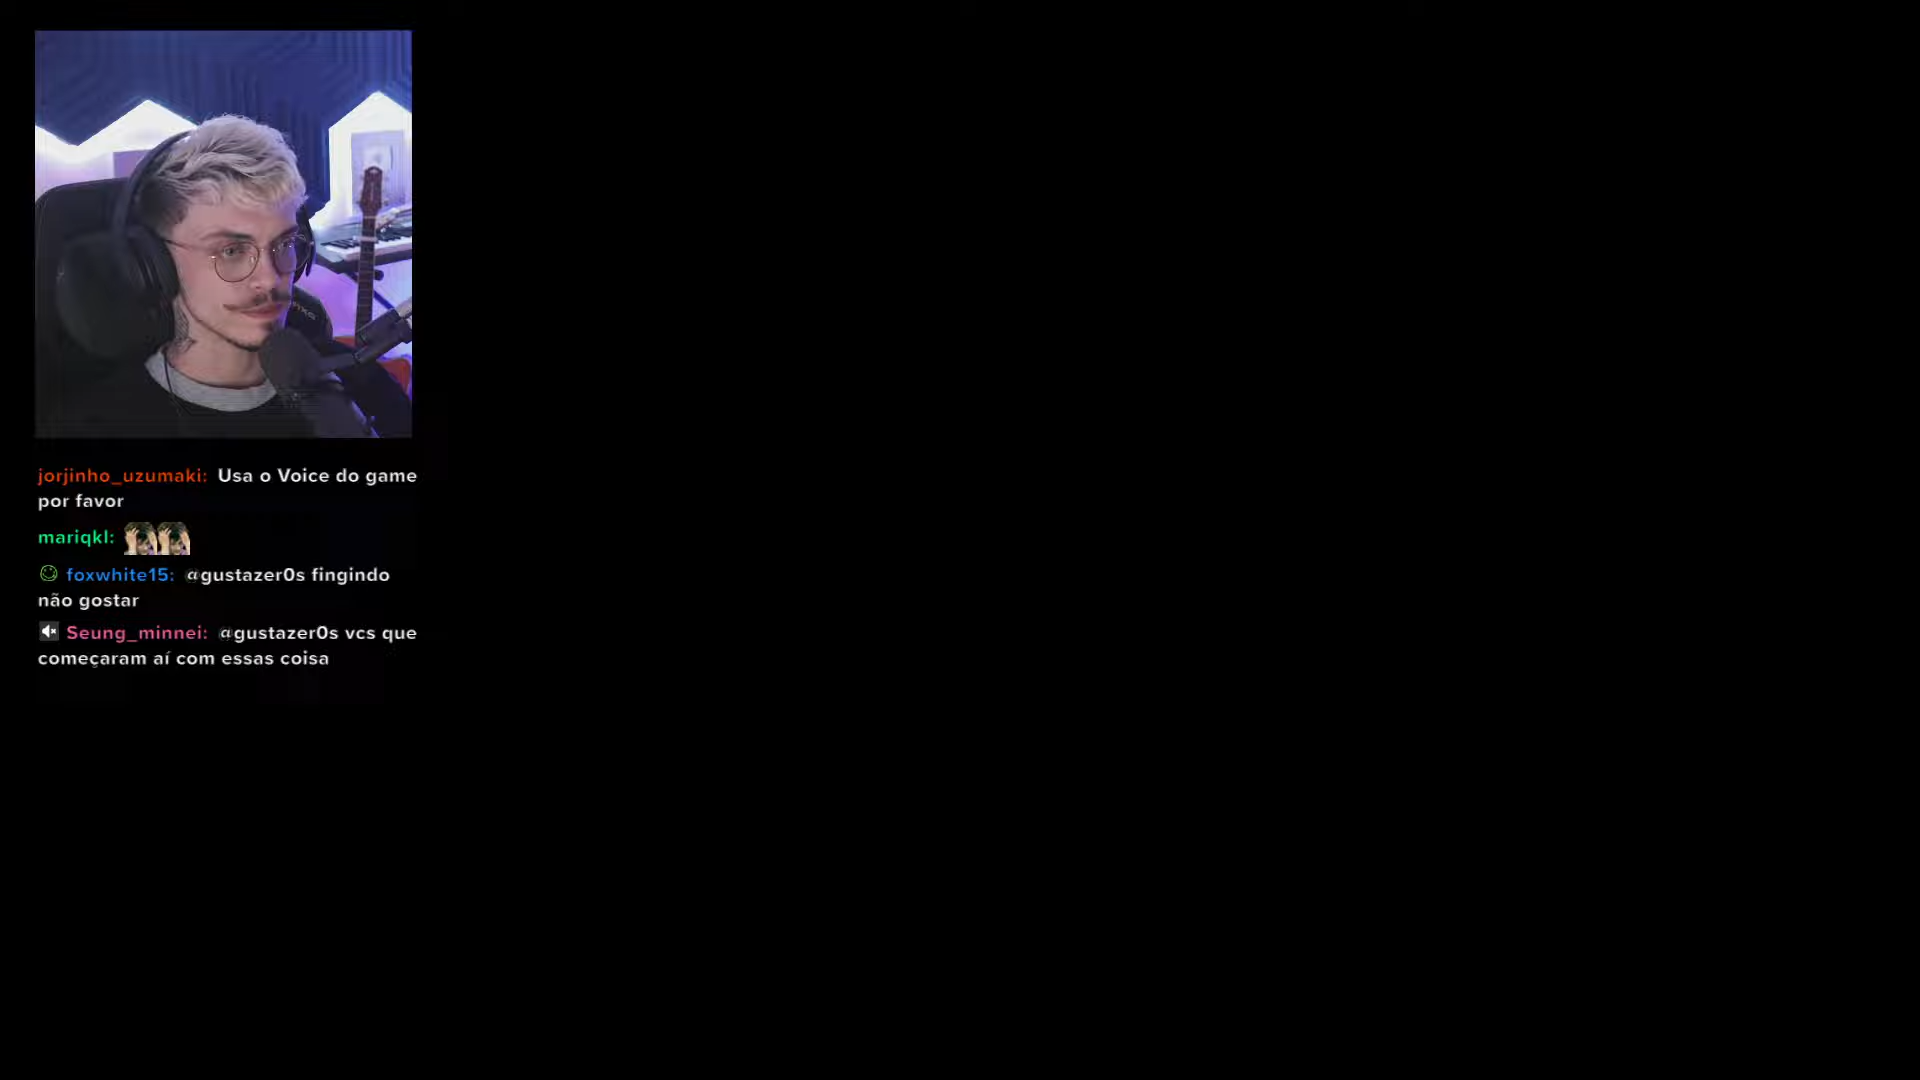 jorjinho_uzumaki: Usa o Voice do game
por favor
mariqkl:
foxwhite15: @gustazer0s fingindo
não gostar
Seung_minnei: @gustazer0s vcs que
começaram aí com essas coisa